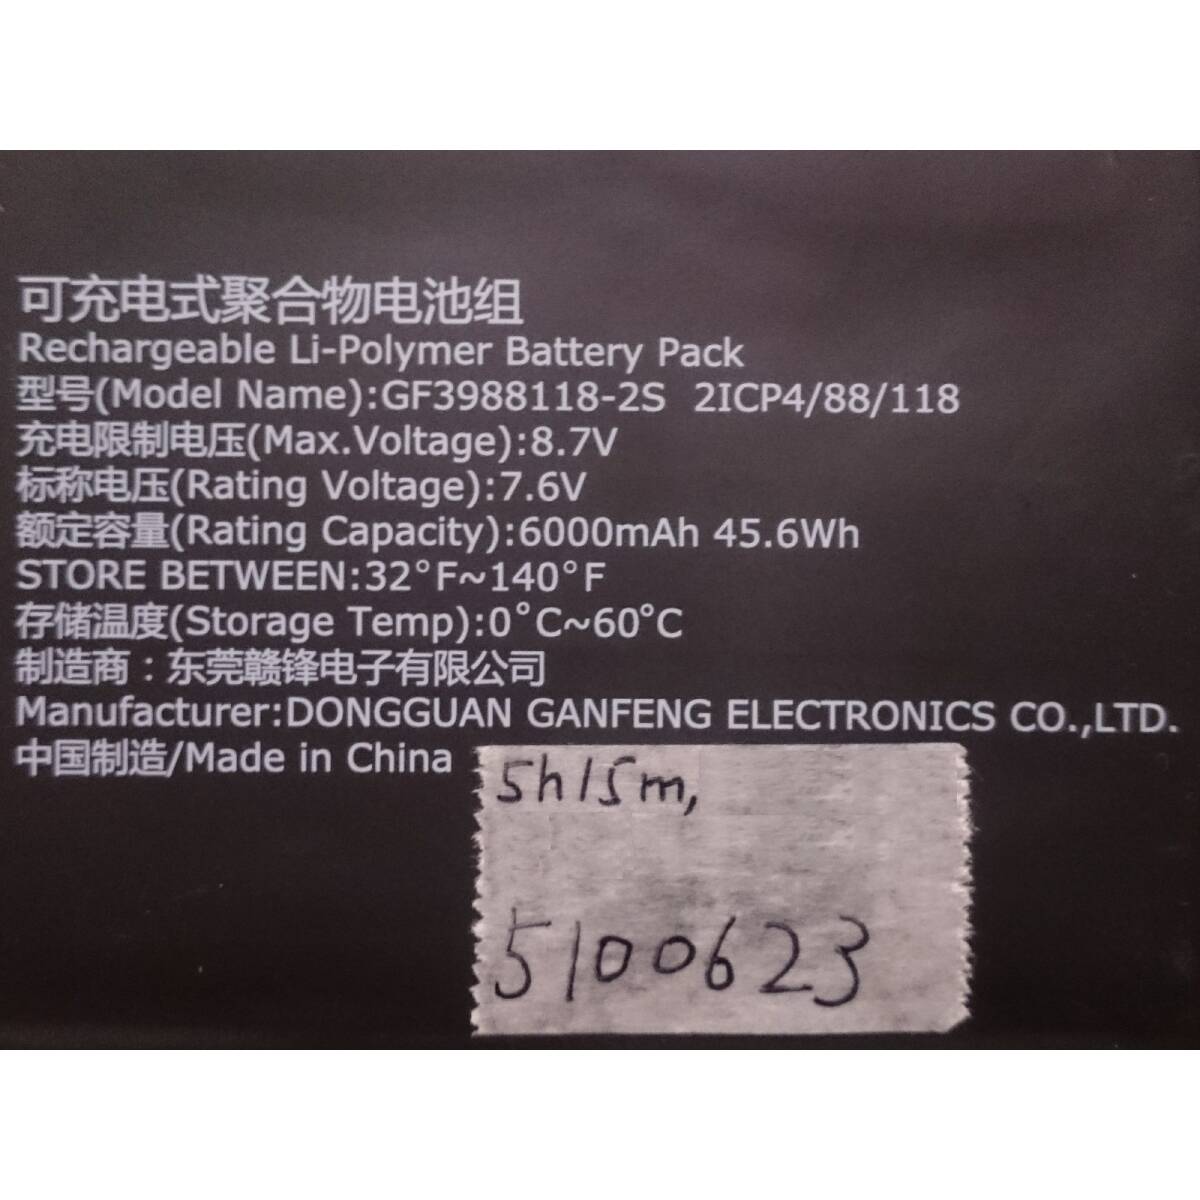 可充电式聚合物电池组
Rechargeable Li-Polymer Battery Pack
型号(Model Name):GF3988118-2S 2ICP4/88/118
充电限制电压(Max.Voltage):8.7V
标称电压(Rating Voltage):7.6V
额定容量(Rating Capacity):6000mAh 45.6Wh
STORE BETWEEN:32°F~140°F
存储温度(Storage Temp):0°C~60°C
制造商：东莞赣锋电子有限公司
Manufacturer:DONGGUAN GANFENG ELECTRONICS CO.,LTD.
中国制造/Made in China
5h15m,
5100623